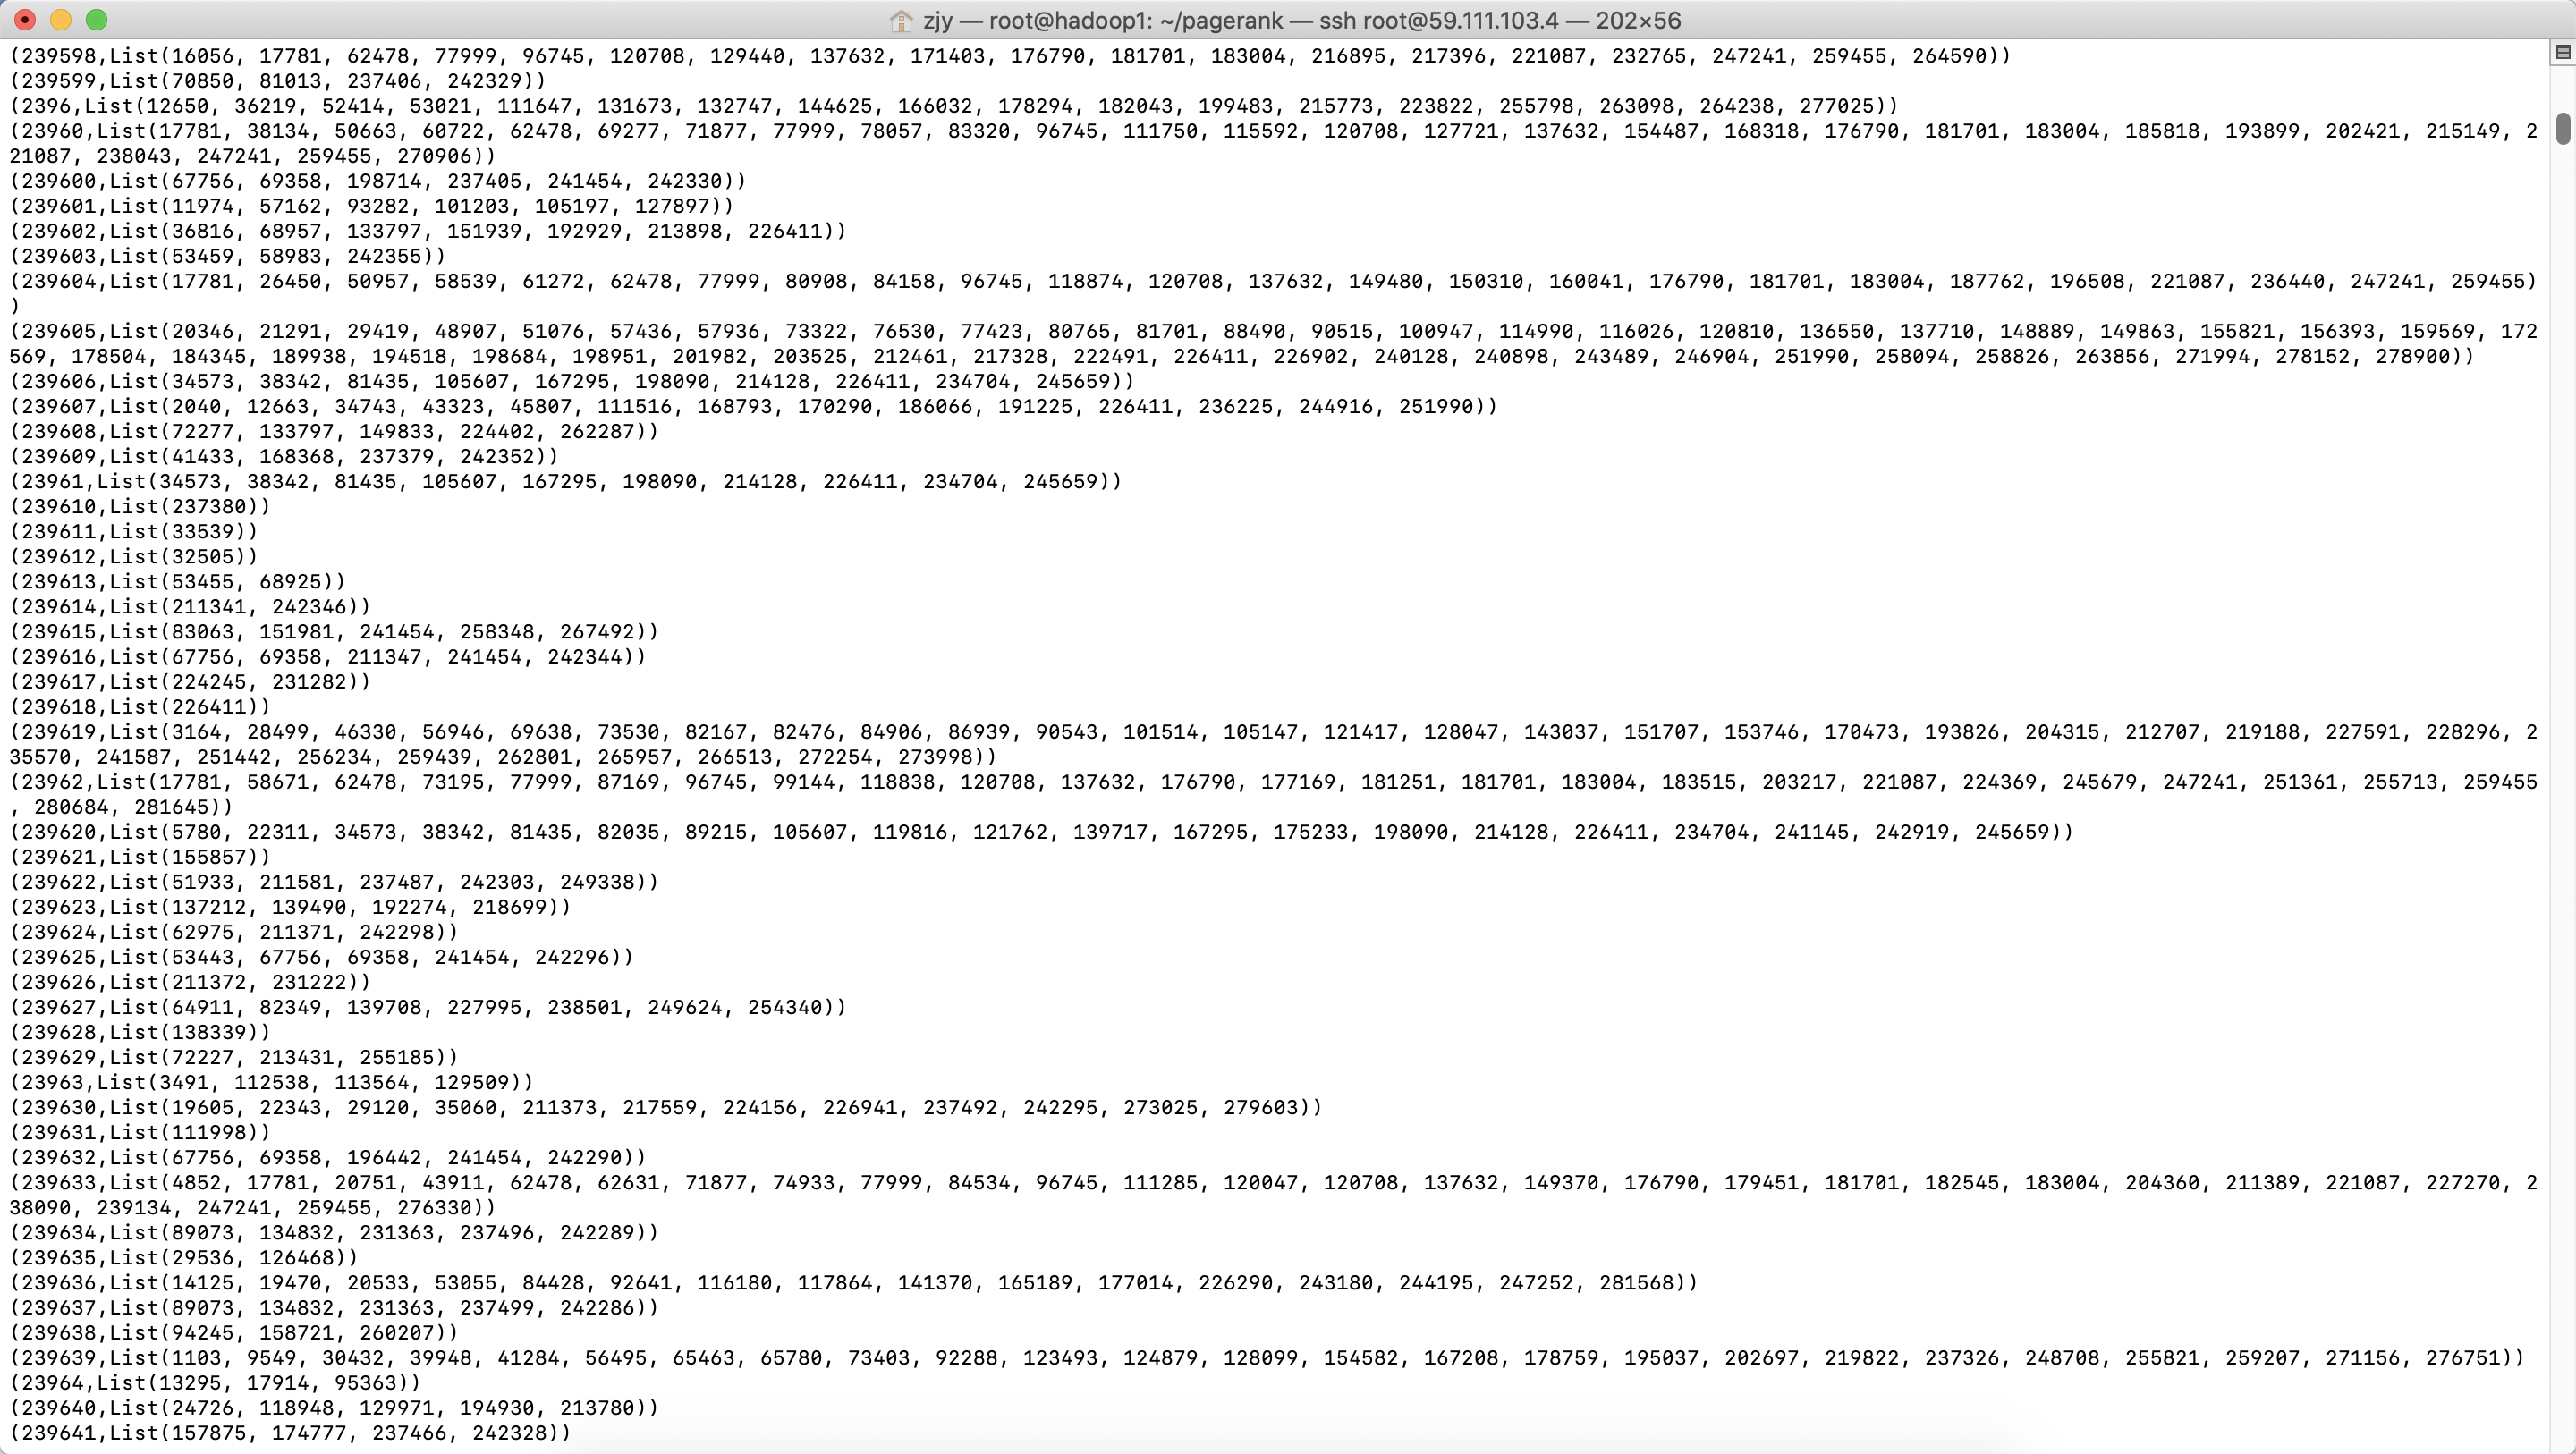 zjy — root@hadoop1: ~/pagerank — ssh root@59.111.103.4 — 202×56
(239598,List(16056, 17781, 62478, 77999, 96745, 120708, 129440, 137632, 171403, 176790, 181701, 183004, 216895, 217396, 221087, 232765, 247241, 259455, 264590))
(239599,List(70850, 81013, 237406, 242329))
(2396,List(12650, 36219, 52414, 53021, 111647, 131673, 132747, 144625, 166032, 178294, 182043, 199483, 215773, 223822, 255798, 263098, 264238, 277025))
(23960,List(17781, 38134, 50663, 60722, 62478, 69277, 71877, 77999, 78057, 83320, 96745, 111750, 115592, 120708, 127721, 137632, 154487, 168318, 176790, 181701, 183004, 185818, 193899, 202421, 215149, 2
21087, 238043, 247241, 259455, 270906))
(239600,List(67756, 69358, 198714, 237405, 241454, 242330))
(239601,List(11974, 57162, 93282, 101203, 105197, 127897))
(239602,List(36816, 68957, 133797, 151939, 192929, 213898, 226411))
(239603,List(53459, 58983, 242355))
(239604,List(17781, 26450, 50957, 58539, 61272, 62478, 77999, 80908, 84158, 96745, 118874, 120708, 137632, 149480, 150310, 160041, 176790, 181701, 183004, 187762, 196508, 221087, 236440, 247241, 259455)
)
(239605,List(20346, 21291, 29419, 48907, 51076, 57436, 57936, 73322, 76530, 77423, 80765, 81701, 88490, 90515, 100947, 114990, 116026, 120810, 136550, 137710, 148889, 149863, 155821, 156393, 159569, 172
569, 178504, 184345, 189938, 194518, 198684, 198951, 201982, 203525, 212461, 217328, 222491, 226411, 226902, 240128, 240898, 243489, 246904, 251990, 258094, 258826, 263856, 271994, 278152, 278900))
(239606,List(34573, 38342, 81435, 105607, 167295, 198090, 214128, 226411, 234704, 245659))
(239607,List(2040, 12663, 34743, 43323, 45807, 111516, 168793, 170290, 186066, 191225, 226411, 236225, 244916, 251990))
(239608,List(72277, 133797, 149833, 224402, 262287))
(239609,List(41433, 168368, 237379, 242352))
(23961,List(34573, 38342, 81435, 105607, 167295, 198090, 214128, 226411, 234704, 245659))
(239610,List(237380))
(239611,List(33539))
(239612,List(32505))
(239613,List(53455, 68925))
(239614,List(211341, 242346))
(239615,List(83063, 151981, 241454, 258348, 267492))
(239616,List(67756, 69358, 211347, 241454, 242344))
(239617,List(224245, 231282))
(239618,List(226411))
(239619,List(3164, 28499, 46330, 56946, 69638, 73530, 82167, 82476, 84906, 86939, 90543, 101514, 105147, 121417, 128047, 143037, 151707, 153746, 170473, 193826, 204315, 212707, 219188, 227591, 228296, 2
35570, 241587, 251442, 256234, 259439, 262801, 265957, 266513, 272254, 273998))
(23962,List(17781, 58671, 62478, 73195, 77999, 87169, 96745, 99144, 118838, 120708, 137632, 176790, 177169, 181251, 181701, 183004, 183515, 203217, 221087, 224369, 245679, 247241, 251361, 255713, 259455
, 280684, 281645))
(239620,List(5780, 22311, 34573, 38342, 81435, 82035, 89215, 105607, 119816, 121762, 139717, 167295, 175233, 198090, 214128, 226411, 234704, 241145, 242919, 245659))
(239621,List(155857))
(239622,List(51933, 211581, 237487, 242303, 249338))
(239623,List(137212, 139490, 192274, 218699))
(239624,List(62975, 211371, 242298))
(239625,List(53443, 67756, 69358, 241454, 242296))
(239626,List(211372, 231222))
(239627,List(64911, 82349, 139708, 227995, 238501, 249624, 254340))
(239628,List(138339))
(239629,List(72227, 213431, 255185))
(23963,List(3491, 112538, 113564, 129509))
(239630,List(19605, 22343, 29120, 35060, 211373, 217559, 224156, 226941, 237492, 242295, 273025, 279603))
(239631,List(111998))
(239632,List(67756, 69358, 196442, 241454, 242290))
(239633,List(4852, 17781, 20751, 43911, 62478, 62631, 71877, 74933, 77999, 84534, 96745, 111285, 120047, 120708, 137632, 149370, 176790, 179451, 181701, 182545, 183004, 204360, 211389, 221087, 227270, 2
38090, 239134, 247241, 259455, 276330))
(239634,List(89073, 134832, 231363, 237496, 242289))
(239635,List(29536, 126468))
(239636,List(14125, 19470, 20533, 53055, 84428, 92641, 116180, 117864, 141370, 165189, 177014, 226290, 243180, 244195, 247252, 281568))
(239637,List(89073, 134832, 231363, 237499, 242286))
(239638,List(94245, 158721, 260207))
(239639,List(1103, 9549, 30432, 39948, 41284, 56495, 65463, 65780, 73403, 92288, 123493, 124879, 128099, 154582, 167208, 178759, 195037, 202697, 219822, 237326, 248708, 255821, 259207, 271156, 276751))
(23964,List(13295, 17914, 95363))
(239640,List(24726, 118948, 129971, 194930, 213780))
(239641,List(157875, 174777, 237466, 242328))